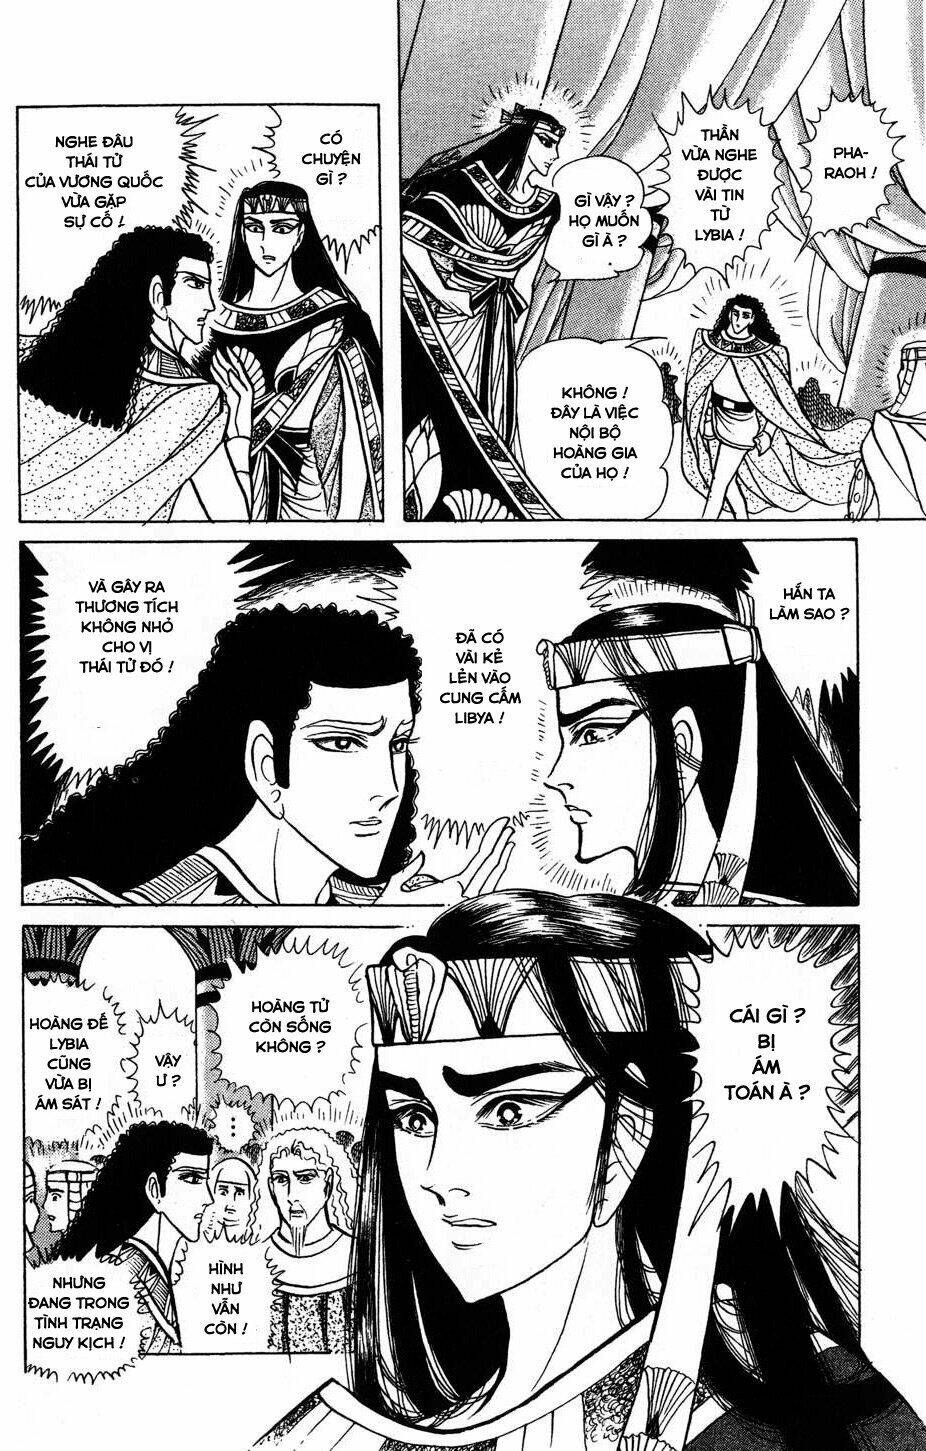 PHA-
RAOH !
THẦN
VỪA NGHE
ĐƯỢC
VÀI TIN
TỪ
LYBIA !
GÌ VẬY ?
HỌ MUỐN
GÌ À ?
KHÔNG !
ĐÂY LÀ VIỆC
NỘI BỘ
HOÀNG GIA
CỦA HỌ !
CÓ
CHUYỆN
GÌ ?
NGHE ĐÂU
THÁI TỬ
CỦA VƯƠNG QUỐC
VỪA GẶP
SỰ CỐ !
HẮN TA
LÀM SAO ?
ĐÃ CÓ
VÀI KẺ
LẺN VÀO
CUNG CẤM
LIBYA !
VÀ GÂY RA
THƯƠNG TÍCH
KHÔNG NHỎ
CHO VỊ
THÁI TỬ ĐÓ !
CÁI GÌ ?
BỊ
ÁM
TOÁN À ?
HOÀNG TỬ
CÒN SỐNG
KHÔNG ?
...
HÌNH
NHƯ
VẪN
CÒN !
VẬY
Ư ?
HOÀNG ĐẾ
LYBIA
CŨNG
VỪA BỊ
ÁM SÁT !
NHƯNG
ĐANG TRONG
TÌNH TRẠNG
NGUY KỊCH !